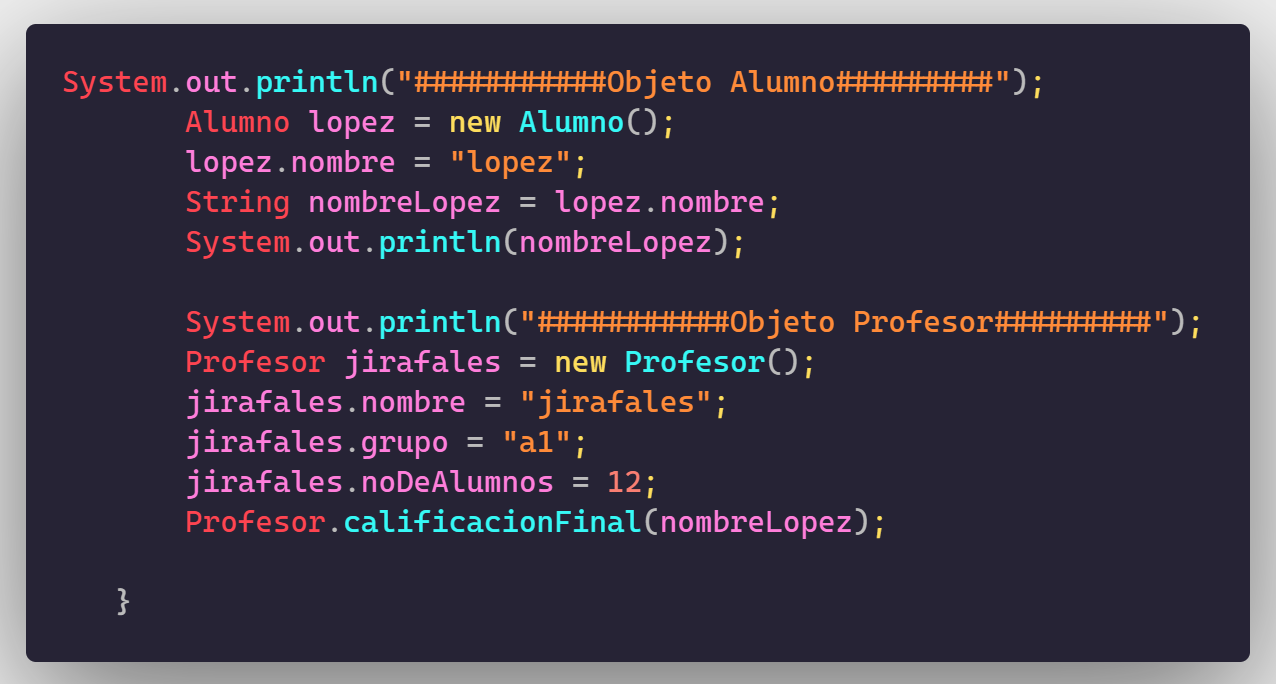 System.out.println("###########Objeto Alumno#########");
Alumno lopez = new Alumno();
lopez.nombre = "lopez";
String nombreLopez = lopez.nombre;
System.out.println(nombreLopez);
System.out.println("###########Objeto Profesor#########");
Profesor jirafales = new Profesor();
jirafales.nombre = "jirafales";
jirafales.grupo = "a1";
jirafales.noDeAlumnos = 12;
Profesor.calificacionFinal(nombreLopez);
}